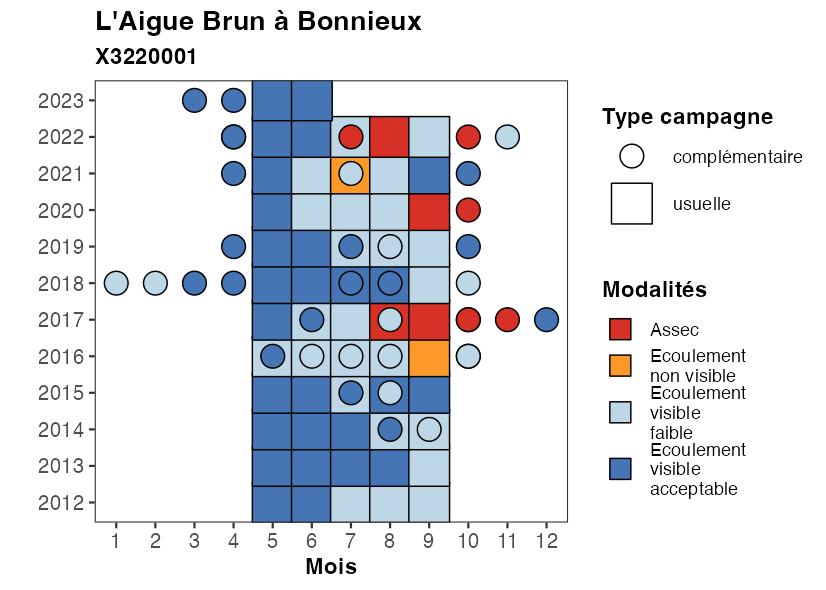 L'Aigue Brun à Bonnieux
X3220001
2023
2022
2021
2020
2019
2018
2017
2016
2015
2014
2013
2012
1 2 3 4 5 6 7 8 9 10 11 12
Mois
Type campagne
complémentaire
usuelle
Modalités
Assec
Ecoulement
non visible
Ecoulement
visible
faible
Ecoulement
visible
acceptable